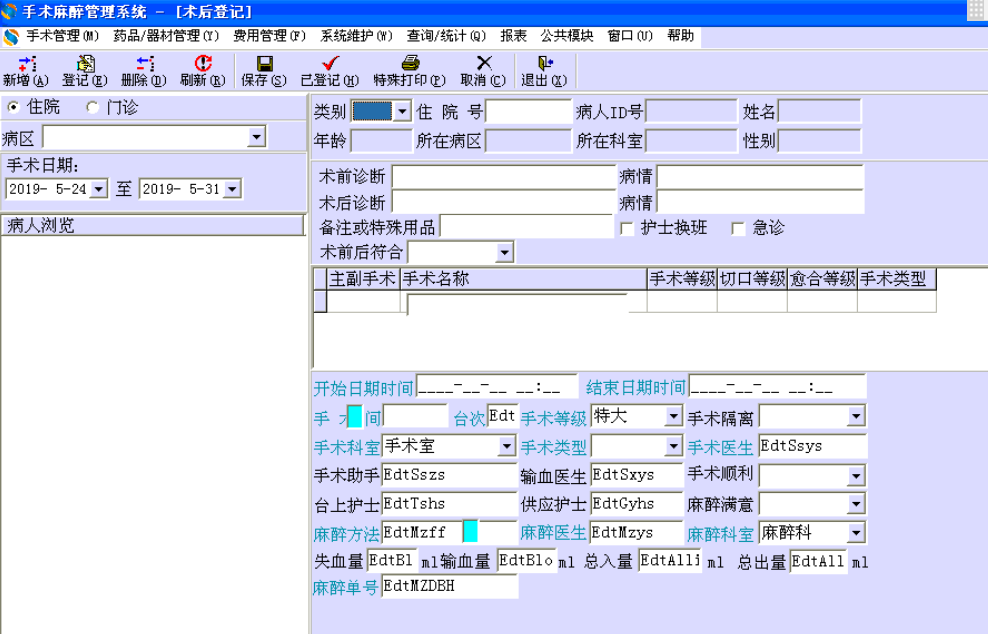 手术麻醉管理系统 - [术后登记]
手术管理(M) 药品/器材管理(Y) 费用管理(F) 系统维护(W) 查询/统计(Q) 报表 公共模块 窗口(U) 帮助
新增(A) 登记(E) 删除(D) 刷新(R) 保存(S) 已登记(H) 特殊打印(P) 取消(C) 退出(X)
住院 门诊
病区
手术日期:
2019- 5-24 至 2019- 5-31
病人浏览
类别 住 院 号 病人ID号 姓名
年龄 所在病区 所在科室 性别
术前诊断 病情
术后诊断 病情
备注或特殊用品 护士换班 急诊
术前后符合
主副手术 手术名称 手术等级 切口等级 愈合等级 手术类型
开始日期时间 ____-__-__ __:__ 结束日期时间 ____-__-__ __:__
手 间 台次 Edt 手术等级 特大 手术隔离
手术科室 手术室 手术类型 手术医生 EdtSsys
手术助手 EdtSszs 输血医生 EdtSxys 手术顺利
台上护士 EdtTshs 供应护士 EdtGyhs 麻醉满意
麻醉方法 EdtMzff 麻醉医生 EdtMzys 麻醉科室 麻醉科
失血量 EdtBl ml 输血量 EdtBlo ml 总入量 EdtAlli ml 总出量 EdtAll ml
麻醉单号 EdtMZDBH